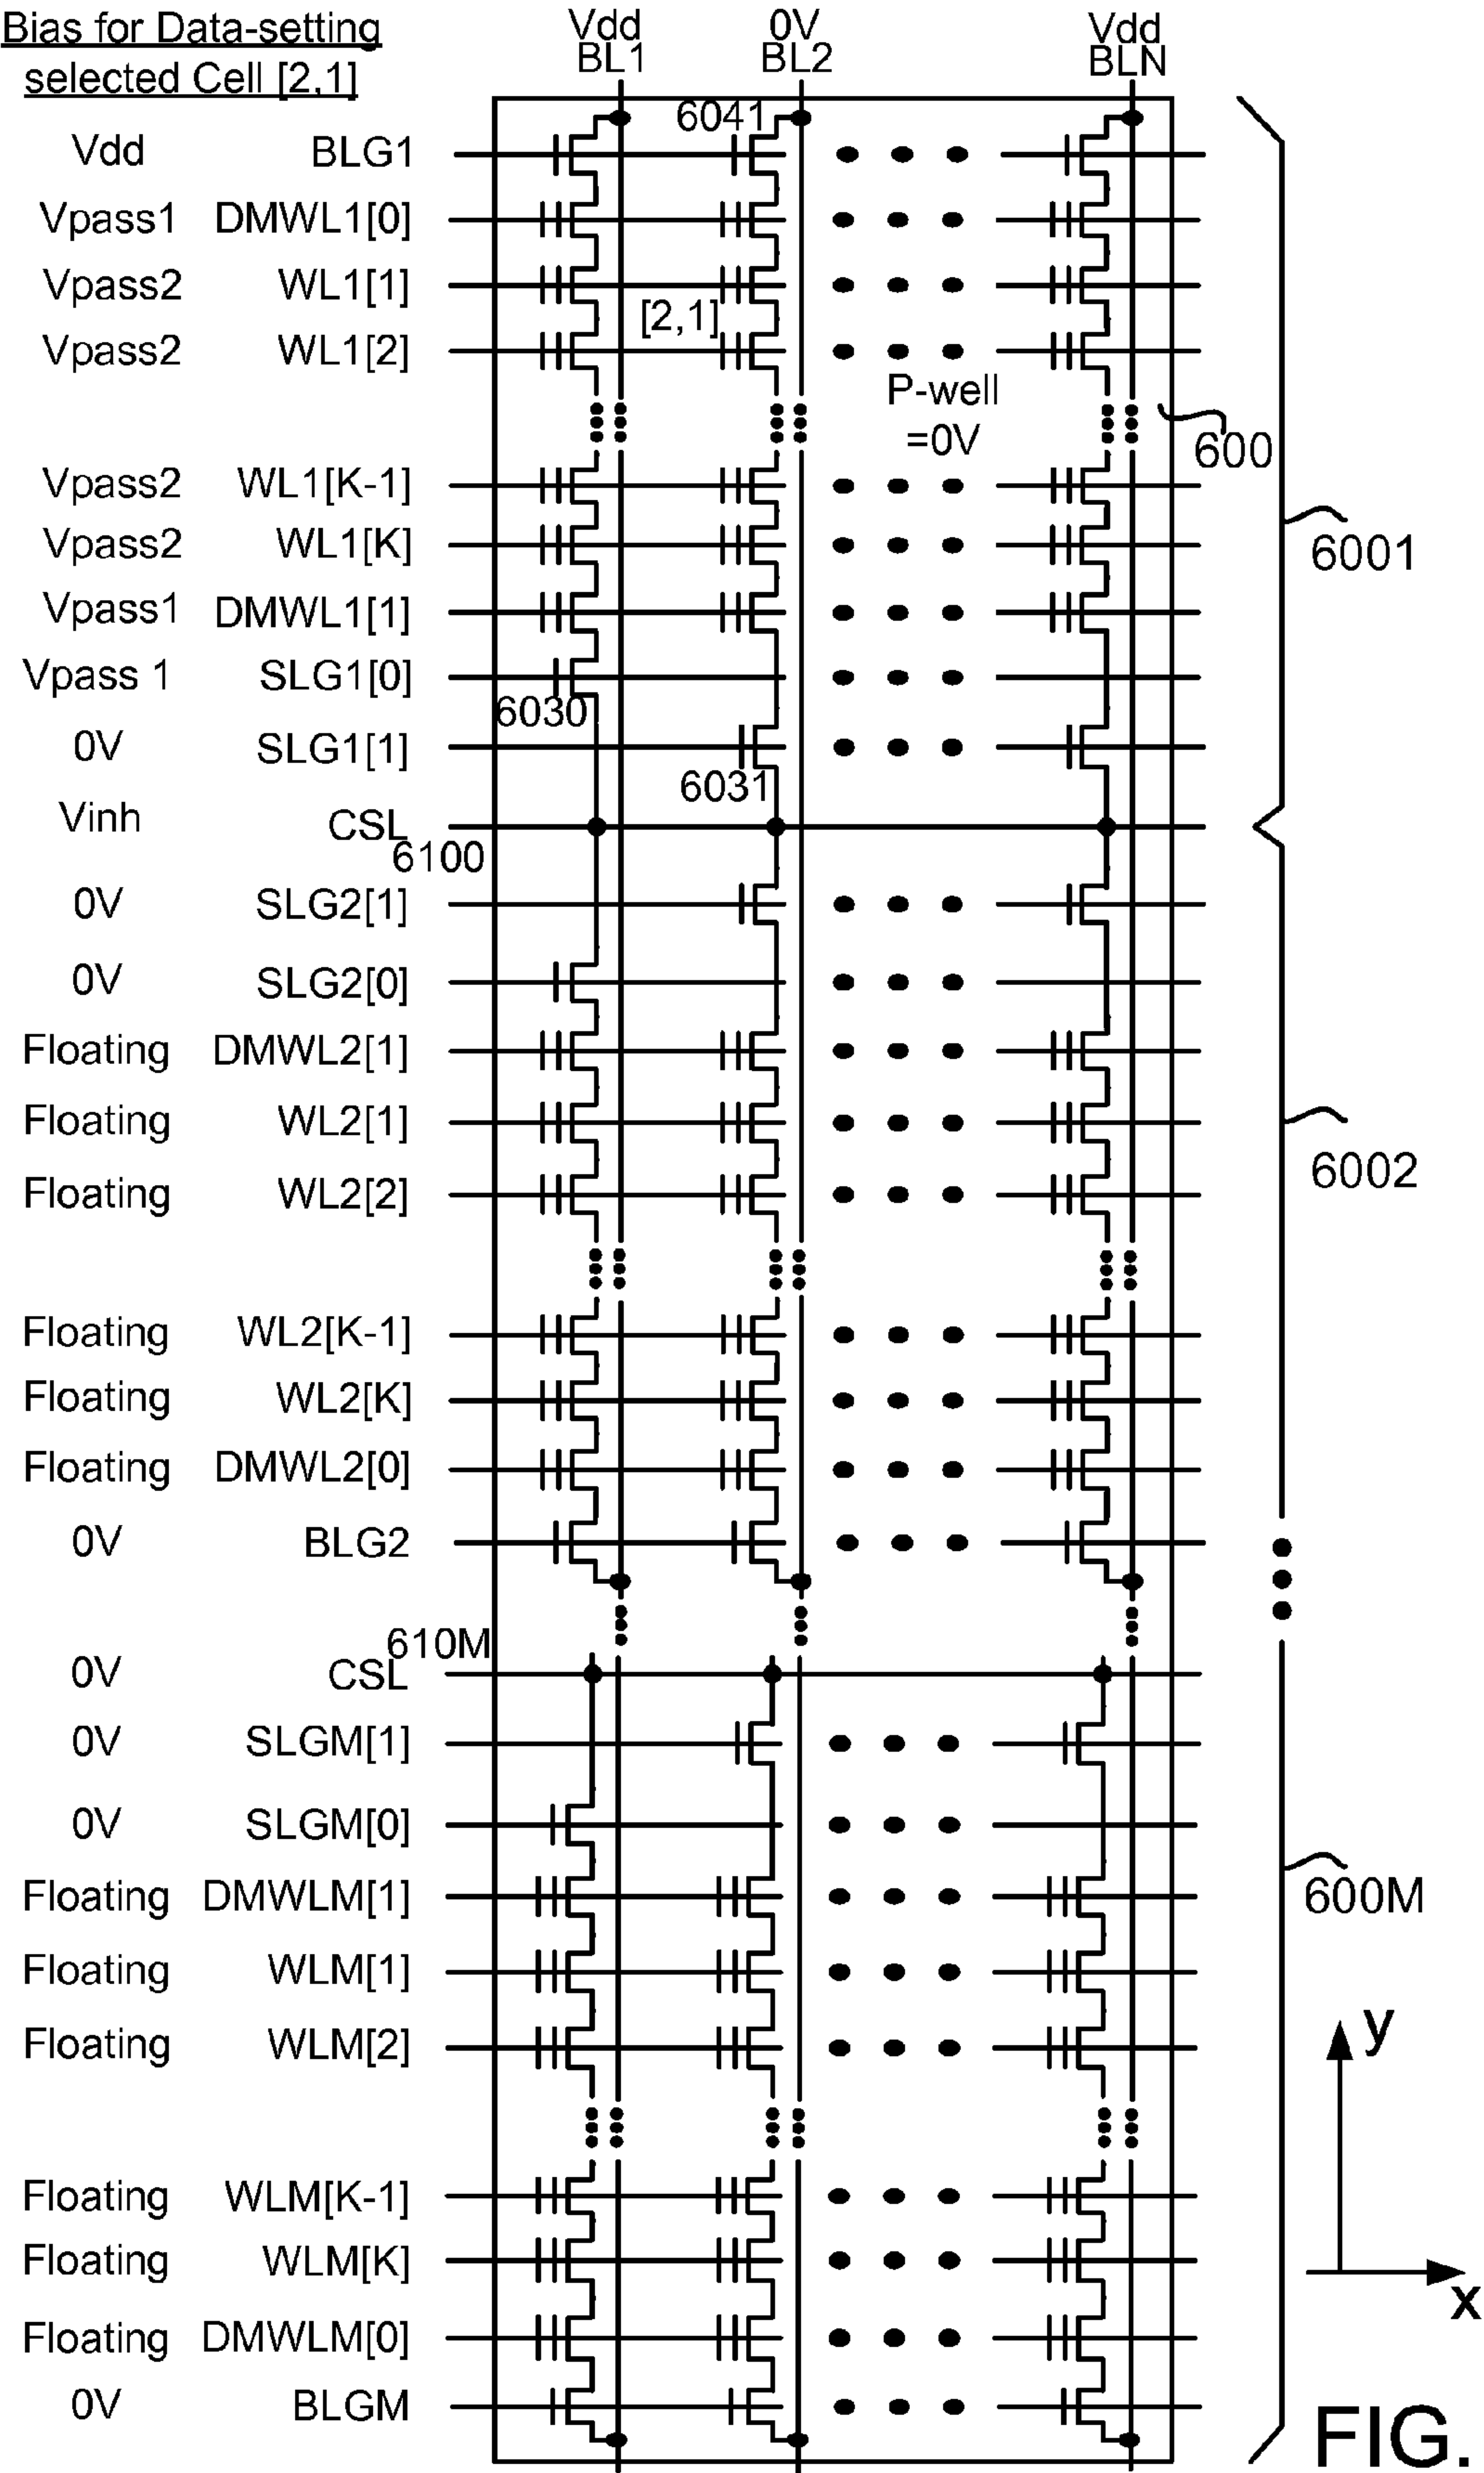 Bias for Data-setting
selected Cell [2,1]
Vdd
BL1
0V
BL2
Vdd
BLN
6041
Vdd BLG1
Vpass1 DMWL1[0]
Vpass2 WL1[1]
[2,1]
Vpass2 WL1[2]
P-well
=0V
600
Vpass2 WL1[K-1]
Vpass2 WL1[K]
6001
Vpass1 DMWL1[1]
Vpass 1 SLG1[0]
6030
0V SLG1[1]
6031
Vinh CSL
6100
0V SLG2[1]
0V SLG2[0]
Floating DMWL2[1]
Floating WL2[1]
6002
Floating WL2[2]
Floating WL2[K-1]
Floating WL2[K]
Floating DMWL2[0]
0V BLG2
610M
0V CSL
0V SLGM[1]
0V SLGM[0]
Floating DMWLM[1]
600M
Floating WLM[1]
Floating WLM[2]
y
Floating WLM[K-1]
Floating WLM[K]
x
Floating DMWLM[0]
0V BLGM
FIG.